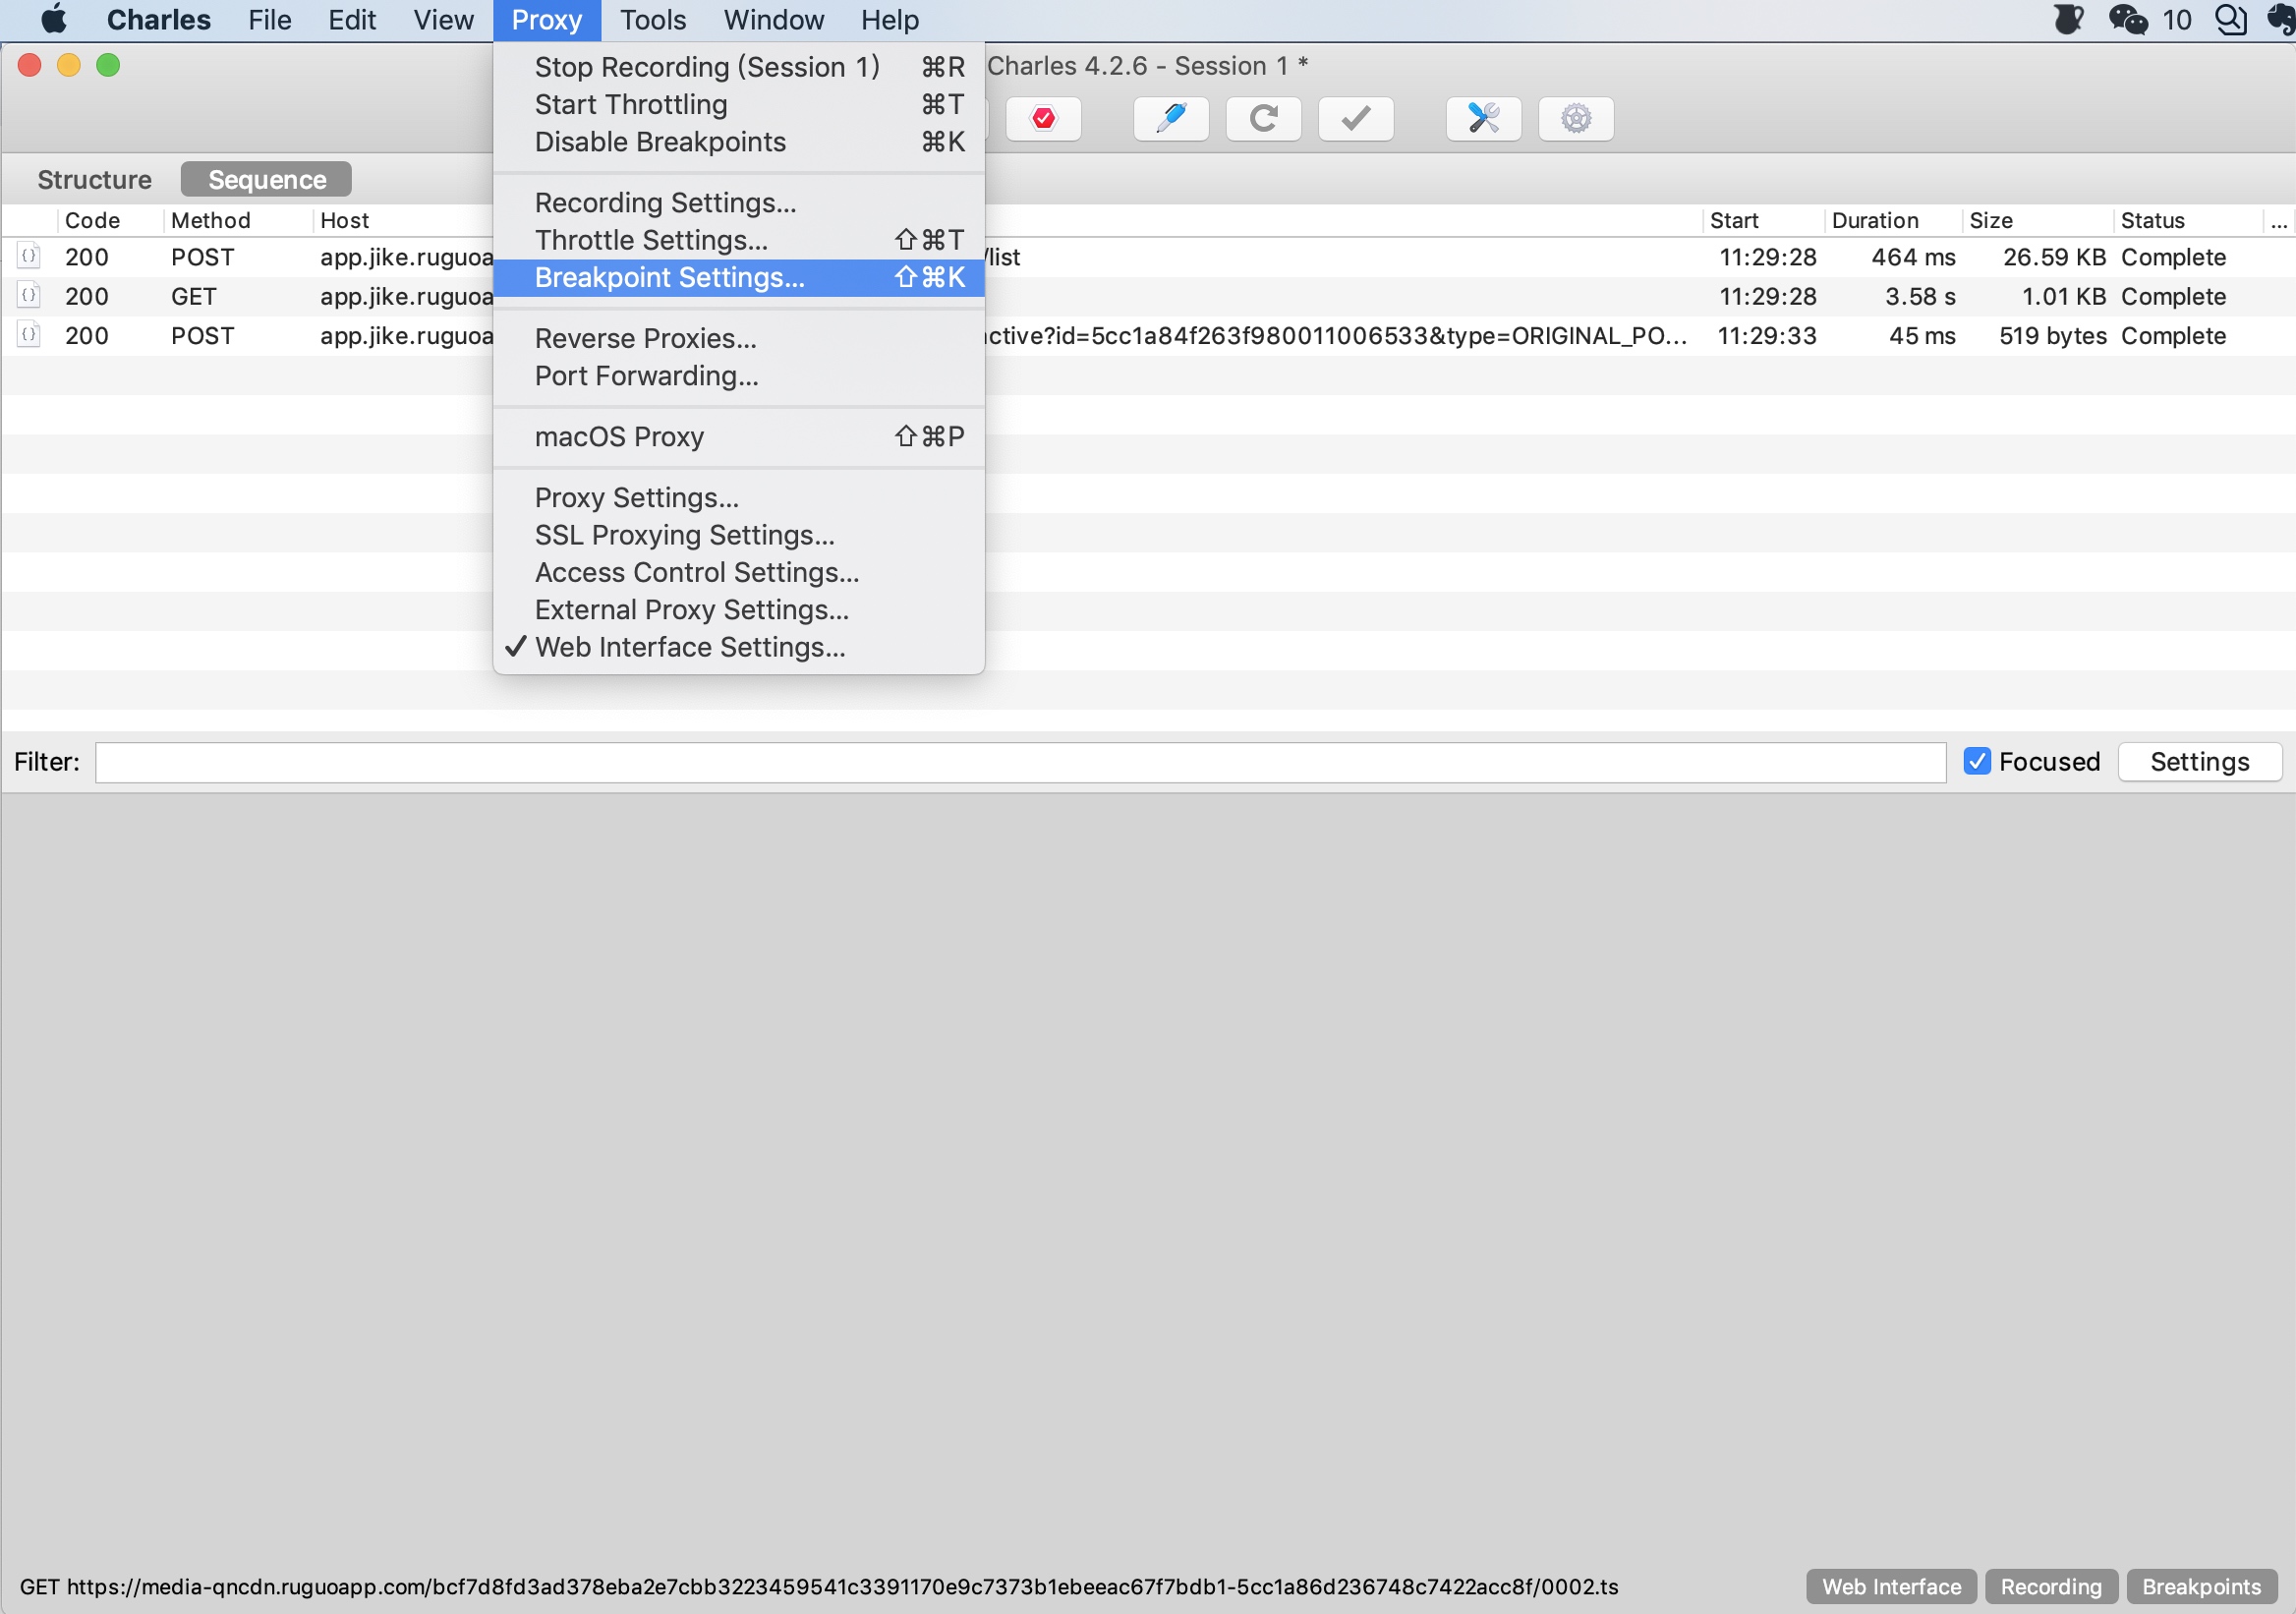 Charles File Edit View Proxy Tools Window Help 10
Charles 4.2.6 - Session 1 *
Stop Recording (Session 1) ⌘R
Start Throttling ⌘T
Disable Breakpoints ⌘K
Recording Settings...
Throttle Settings... ⇧⌘T
Breakpoint Settings... ⇧⌘K
Reverse Proxies...
Port Forwarding...
macOS Proxy ⇧⌘P
Proxy Settings...
SSL Proxying Settings...
Access Control Settings...
External Proxy Settings...
✓ Web Interface Settings...
Structure Sequence
Code Method Host Start Duration Size Status ...
{} 200 POST app.jike.ruguoa /list 11:29:28 464 ms 26.59 KB Complete
{} 200 GET app.jike.ruguoa 11:29:28 3.58 s 1.01 KB Complete
{} 200 POST app.jike.ruguoa ctive?id=5cc1a84f263f980011006533&type=ORIGINAL_PO... 11:29:33 45 ms 519 bytes Complete
Filter: Focused Settings
GET https://media-qncdn.ruguoapp.com/bcf7d8fd3ad378eba2e7cbb3223459541c3391170e9c7373b1ebeeac67f7bdb1-5cc1a86d236748c7422acc8f/0002.ts Web Interface Recording Breakpoints